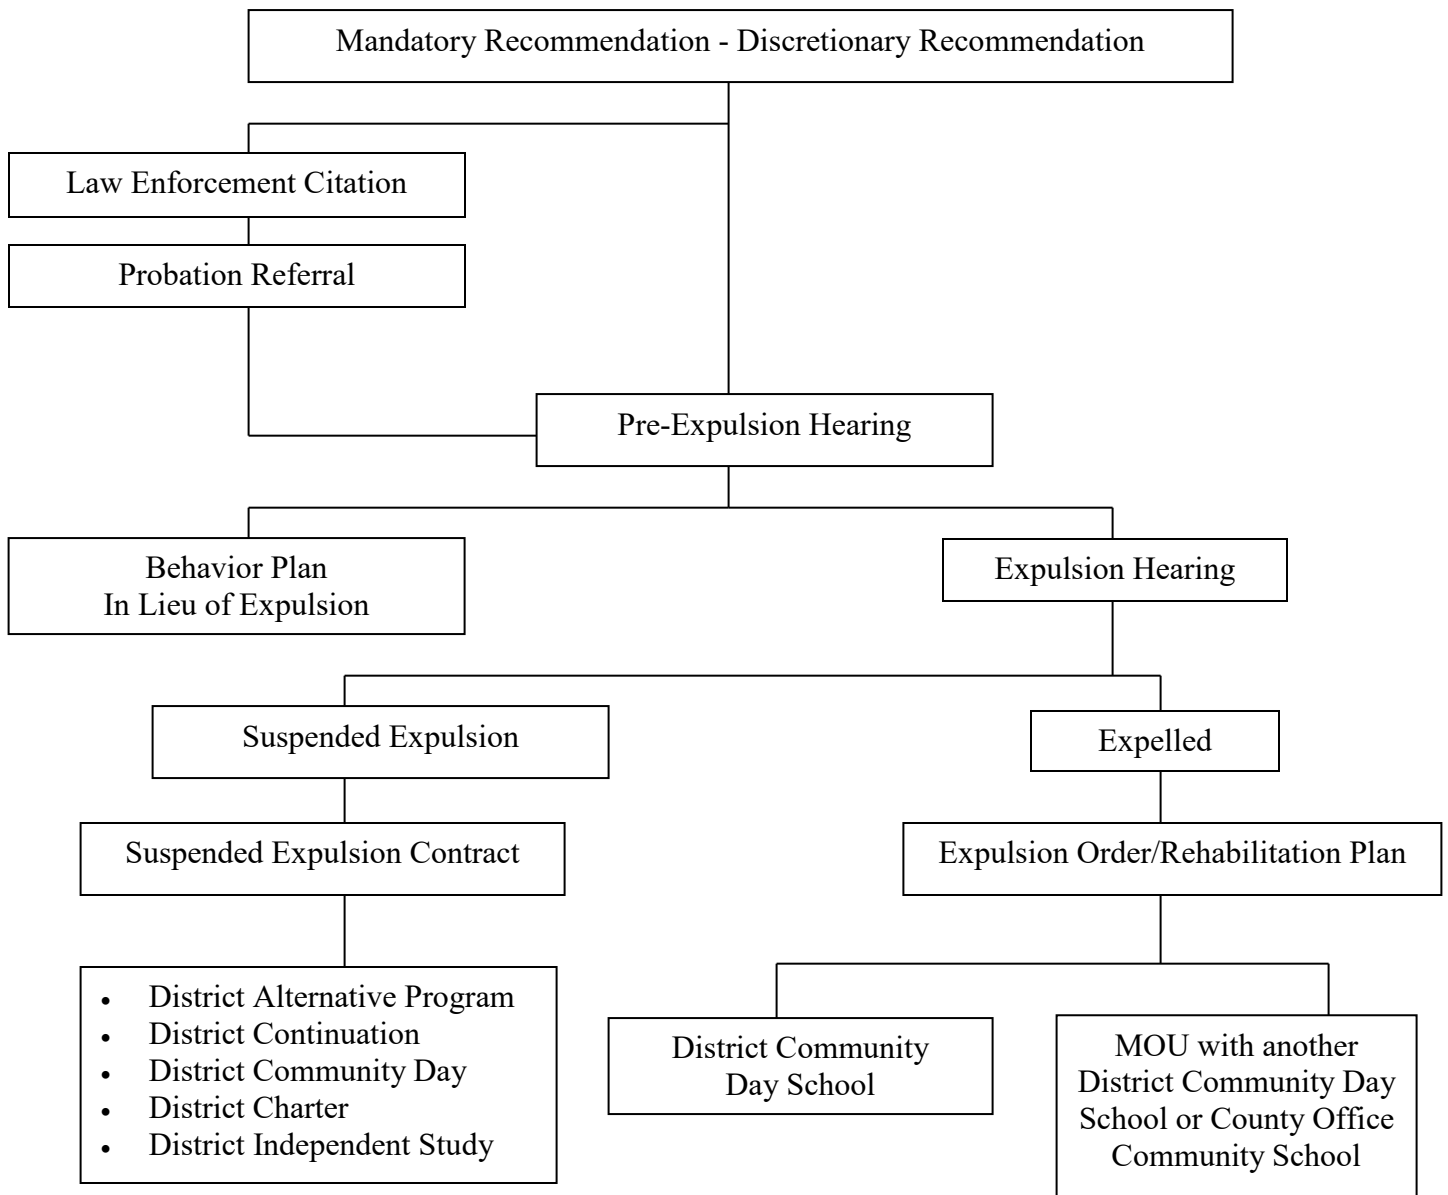 Mandatory Recommendation - Discretionary Recommendation
Law Enforcement Citation
Probation Referral
Pre-Expulsion Hearing
Behavior Plan
In Lieu of Expulsion
Expulsion Hearing
Suspended Expulsion
Expelled
Suspended Expulsion Contract
Expulsion Order/Rehabilitation Plan
• District Alternative Program
• District Continuation
• District Community Day
• District Charter
• District Independent Study
District Community
Day School
MOU with another
District Community Day
School or County Office
Community School